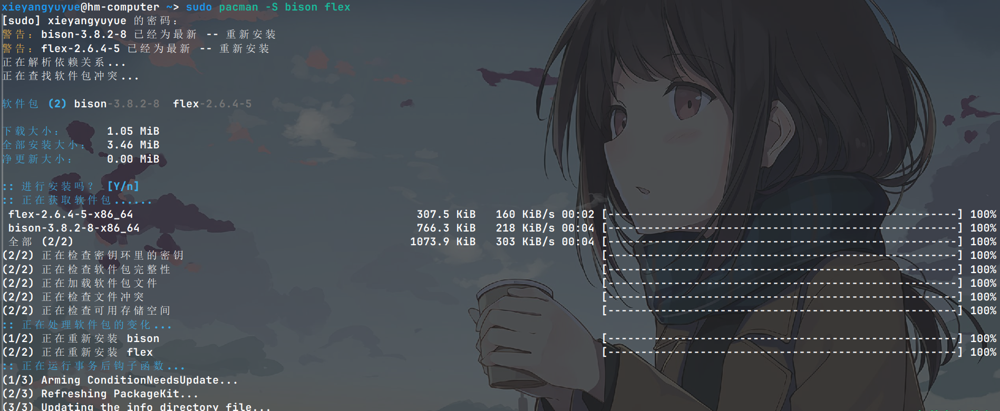 xieyangyuyue@hm-computer ~> sudo pacman -S bison flex
[sudo] xieyangyuyue 的密码：
警告：bison-3.8.2-8 已经为最新 -- 重新安装
警告：flex-2.6.4-5 已经为最新 -- 重新安装
正在解析依赖关系...
正在查找软件包冲突...
软件包 (2) bison-3.8.2-8  flex-2.6.4-5
下载大小：  1.05 MiB
全部安装大小：  3.46 MiB
净更新大小：  0.00 MiB
:: 进行安装吗？ [Y/n]
:: 正在获取软件包......
flex-2.6.4-5-x86_64 307.5 KiB 160 KiB/s 00:02 [-----------------------------------------------------] 100%
bison-3.8.2-8-x86_64 766.3 KiB 218 KiB/s 00:04 [-----------------------------------------------------] 100%
全部 (2/2) 1073.9 KiB 303 KiB/s 00:04 [-----------------------------------------------------] 100%
(2/2) 正在检查密钥环里的密钥 [-----------------------------------------------------] 100%
(2/2) 正在检查软件包完整性 [-----------------------------------------------------] 100%
(2/2) 正在加载软件包文件 [-----------------------------------------------------] 100%
(2/2) 正在检查文件冲突 [-----------------------------------------------------] 100%
(2/2) 正在检查可用存储空间 [-----------------------------------------------------] 100%
:: 正在处理软件包的变化...
(1/2) 正在重新安装 bison [-----------------------------------------------------] 100%
(2/2) 正在重新安装 flex [-----------------------------------------------------] 100%
:: 正在运行事务后钩子函数...
(1/3) Arming ConditionNeedsUpdate...
(2/3) Refreshing PackageKit...
(3/3) Updating the info directory file...